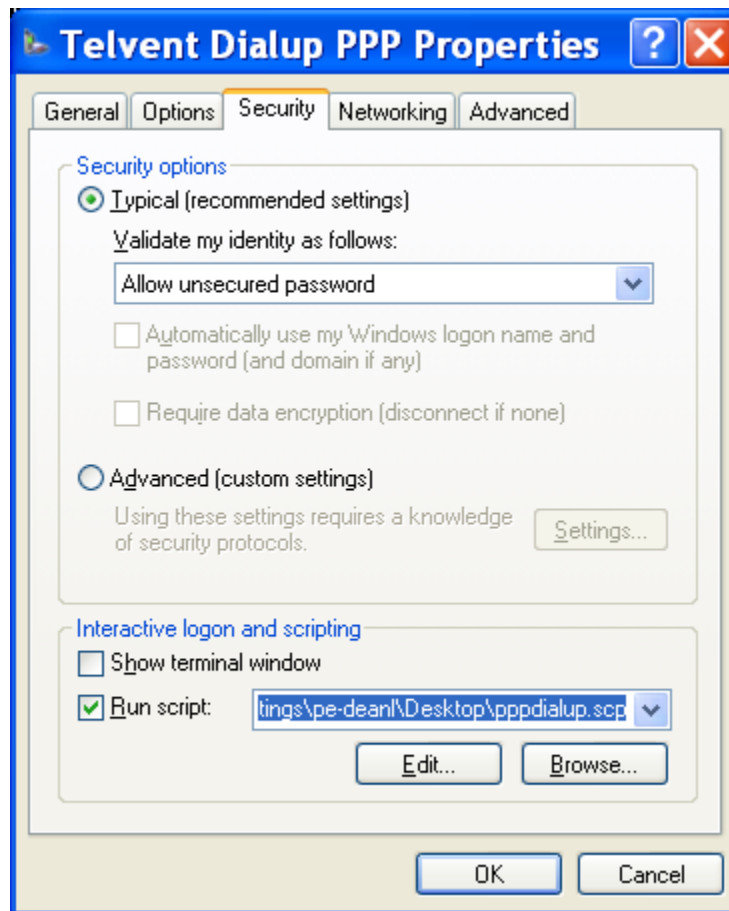 Telvent Dialup PPP Properties
General Options Security Networking Advanced
Security options
Typical (recommended settings)
Validate my identity as follows:
Allow unsecured password
Automatically use my Windows logon name and
password (and domain if any)
Require data encryption (disconnect if none)
Advanced (custom settings)
Using these settings requires a knowledge
of security protocols.
Settings...
Interactive logon and scripting
Show terminal window
Run script: tings\pe-deanl\Desktop\pppdialup.scp
Edit... Browse...
OK Cancel